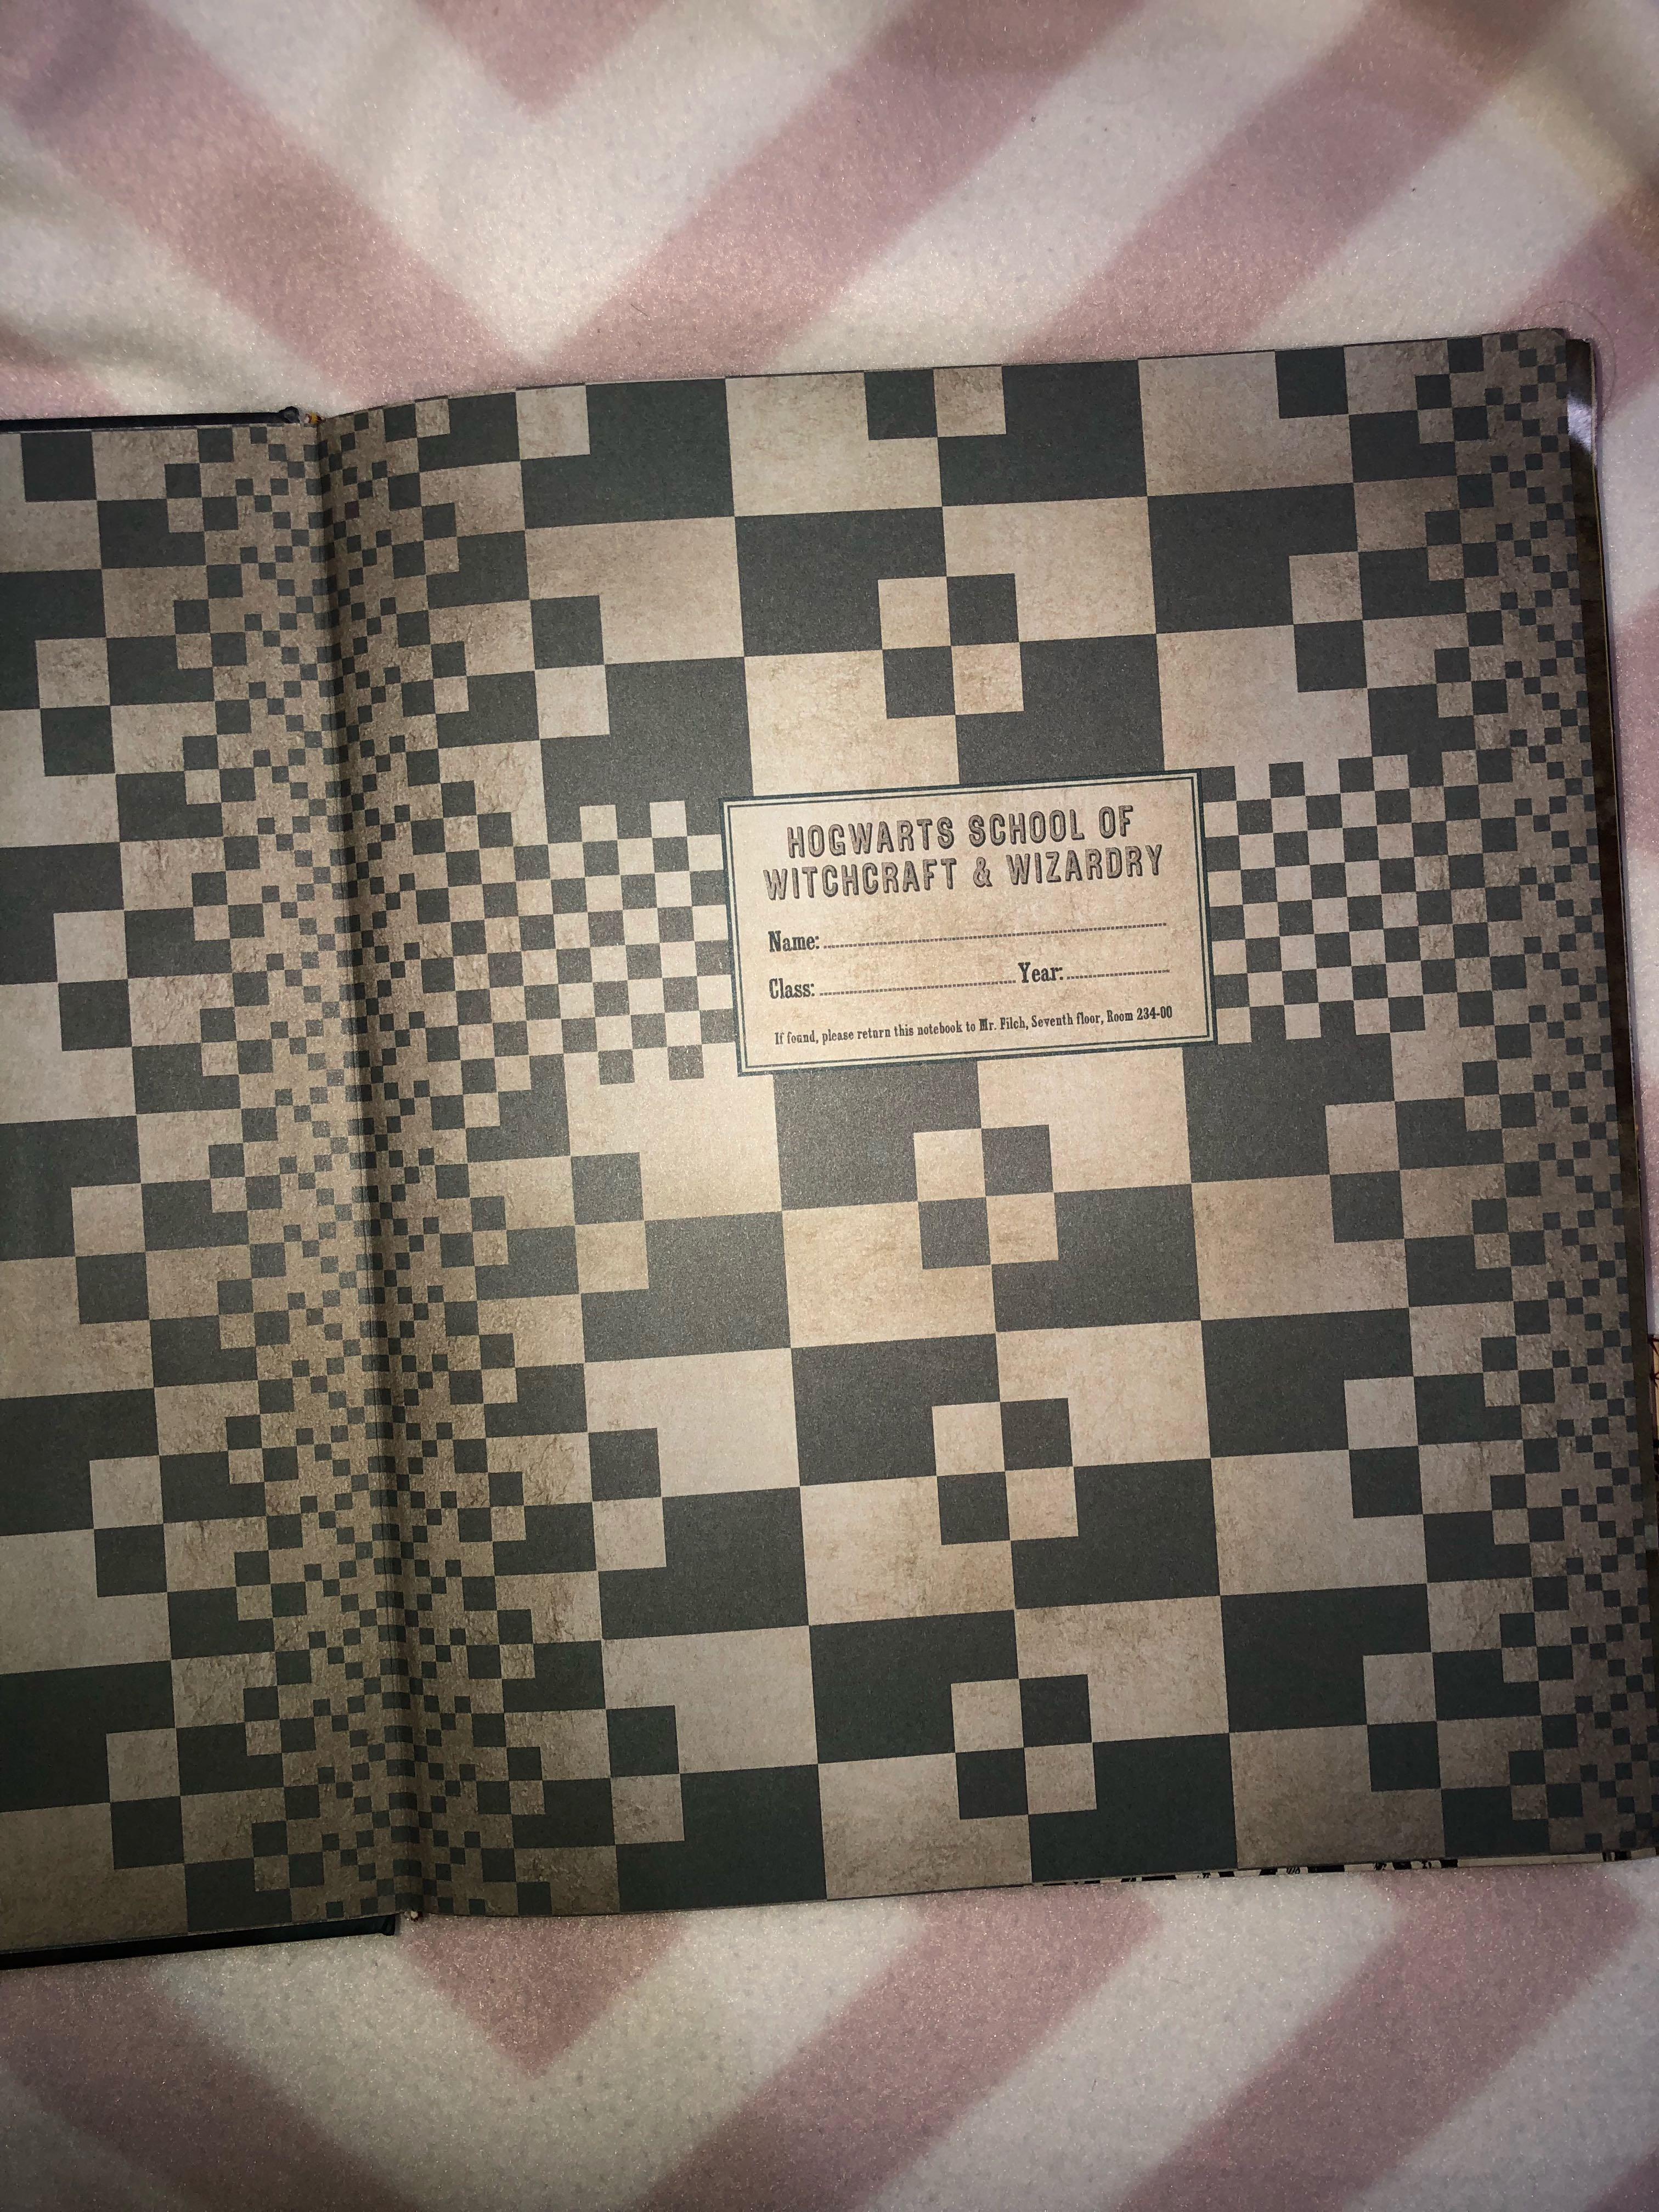 HOGWARTS SCHOOL OF
WITCHCRAFT & WIZARDRY
Name:
Class: Year:
If found, please return this notebook to Mr. Filch, Seventh floor, Room 234-00